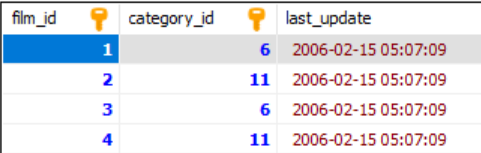 film_id category_id last_update
1 6 2006-02-15 05:07:09
2 11 2006-02-15 05:07:09
3 6 2006-02-15 05:07:09
4 11 2006-02-15 05:07:09